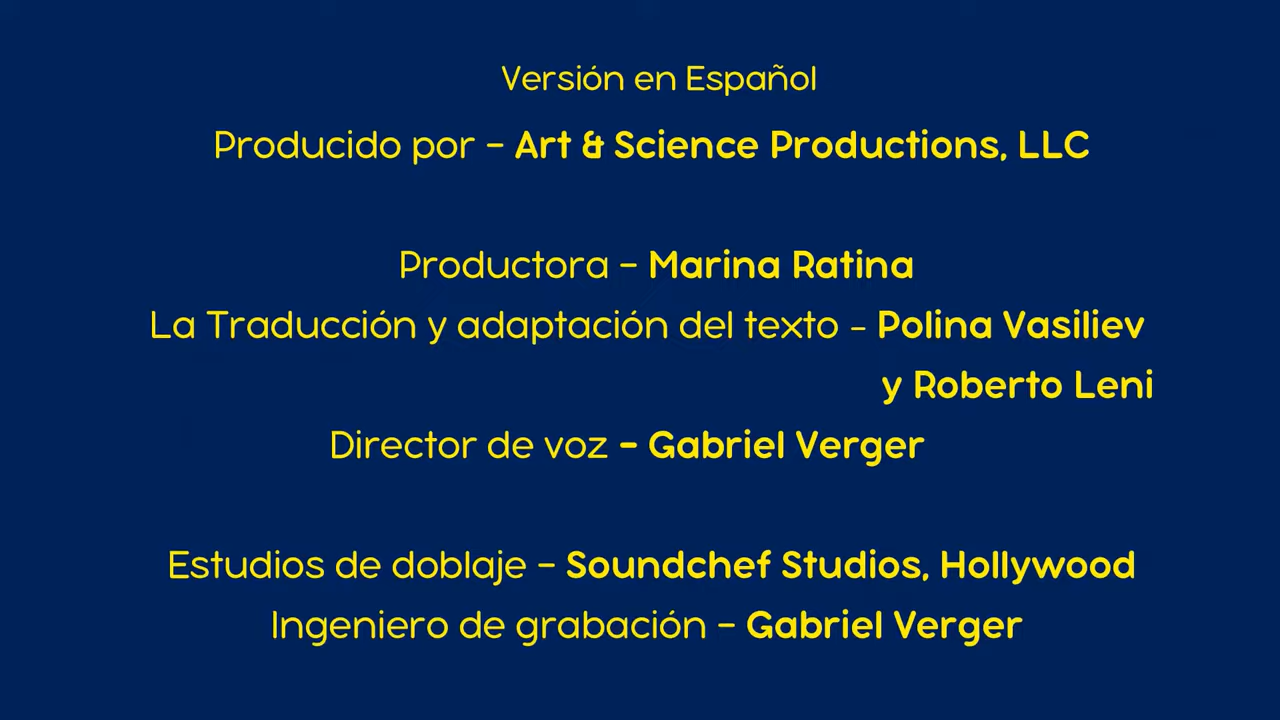 Versión en Español
Producido por - Art & Science Productions, LLC
Productora - Marina Ratina
La Traducción y adaptación del texto - Polina Vasiliev
y Roberto Leni
Director de voz - Gabriel Verger
Estudios de doblaje - Soundchef Studios, Hollywood
Ingeniero de grabación - Gabriel Verger